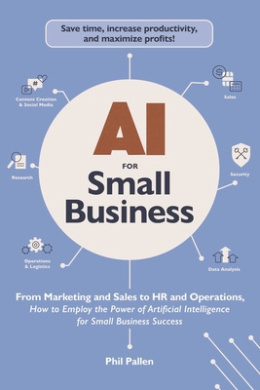 Save time, increase productivity,
and maximize profits!
Content Creation
& Social Media
Sales
AI
FOR
Small
Business
Research
Security
Operations
& Logistics
Data Analysis
From Marketing and Sales to HR and Operations,
How to Employ the Power of Artificial Intelligence
for Small Business Success
Phil Pallen